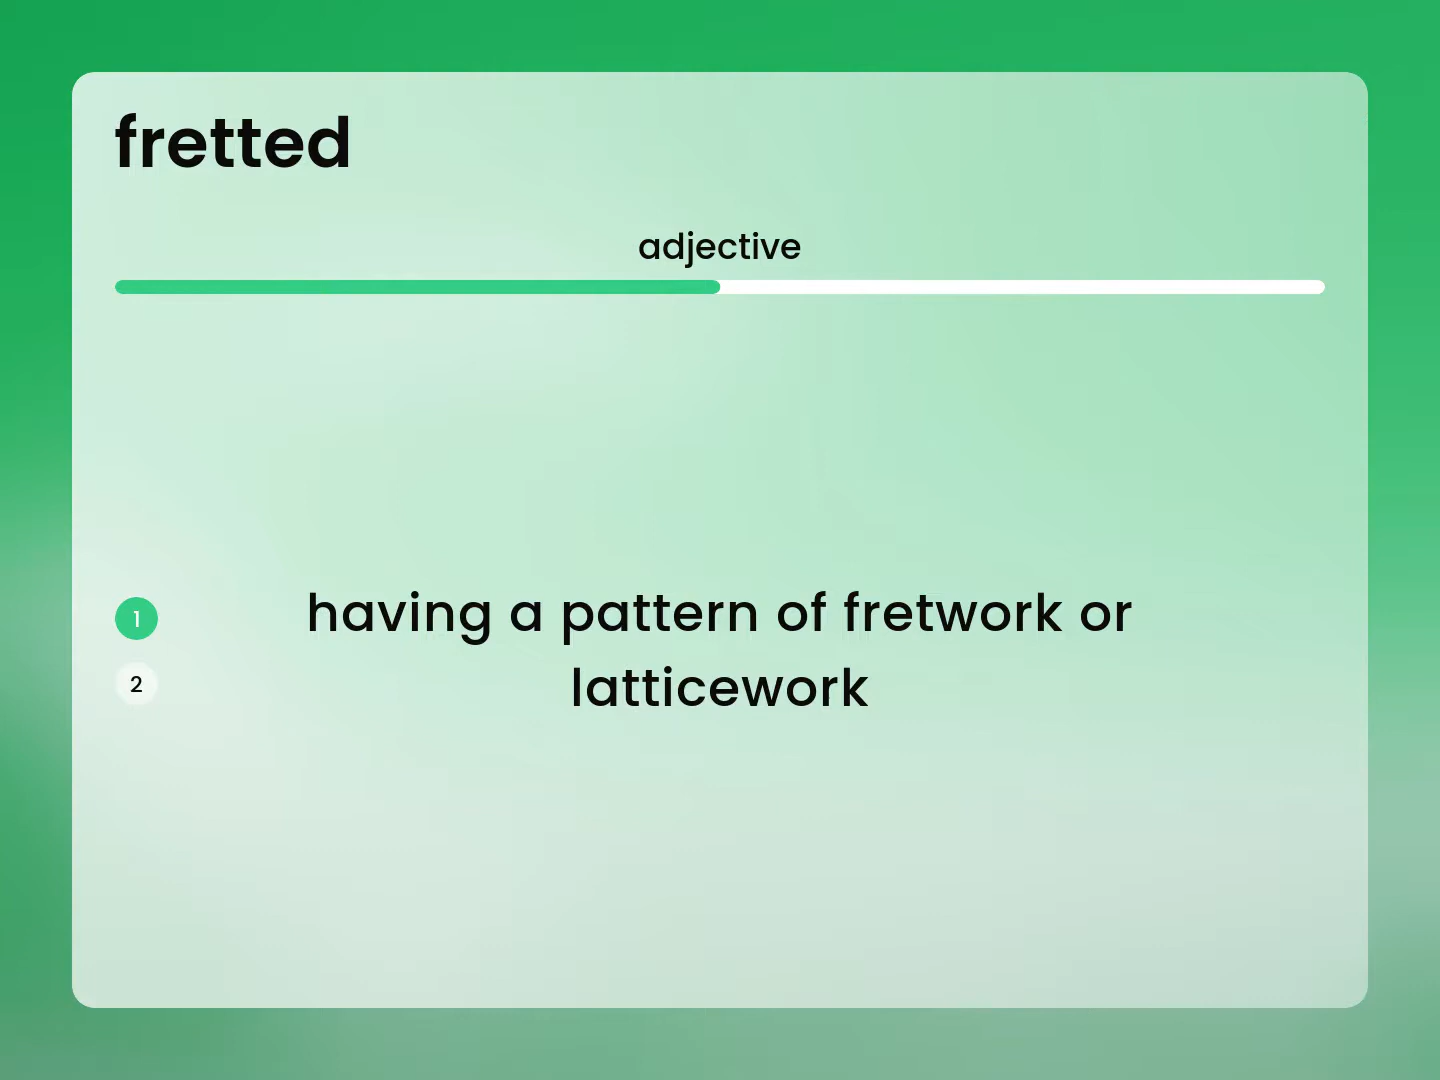 fretted
adjective
1
having a pattern of fretwork or
latticework
2